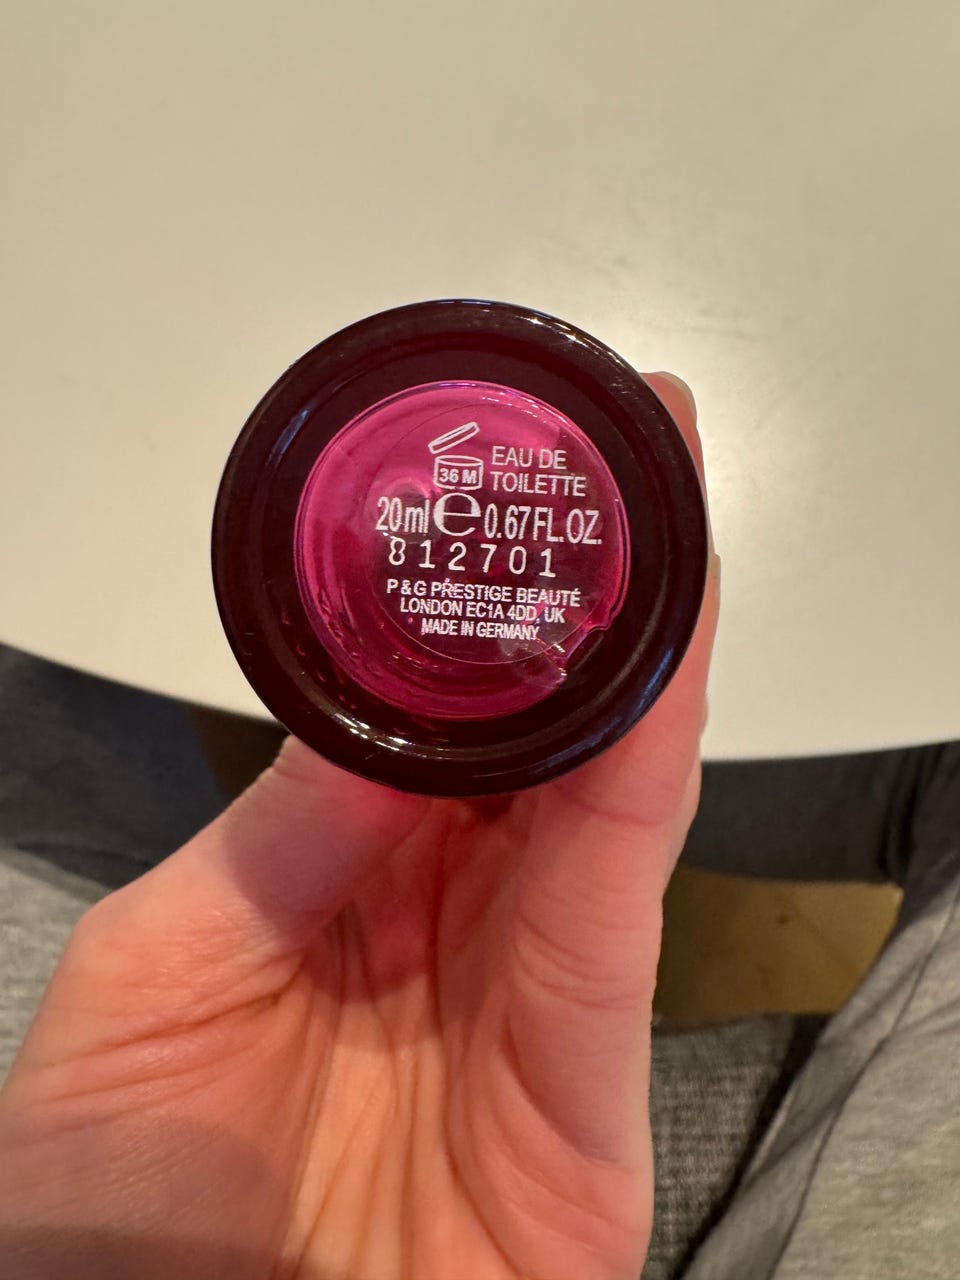 EAU DE
36 M TOILETTE
20 ml e 0.67 FL. OZ.
812701
P & G PRESTIGE BEAUTÉ
LONDON EC1A 4DD, UK
MADE IN GERMANY